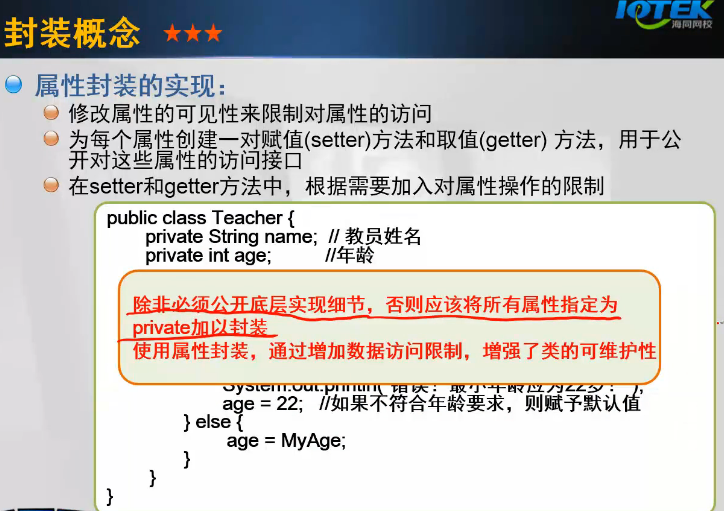 IOTEK
海同网校
封装概念 ★★★
属性封装的实现：
修改属性的可见性来限制对属性的访问
为每个属性创建一对赋值(setter)方法和取值(getter) 方法，用于公
开对这些属性的访问接口
在setter和getter方法中，根据需要加入对属性操作的限制
public class Teacher {
private String name; // 教员姓名
private int age; //年龄
除非必须公开底层实现细节，否则应该将所有属性指定为
private加以封装
使用属性封装，通过增加数据访问限制，增强了类的可维护性
System.out.println("错误！最小年龄应为22岁！");
age = 22; //如果不符合年龄要求，则赋予默认值
} else {
age = MyAge;
}
}
}